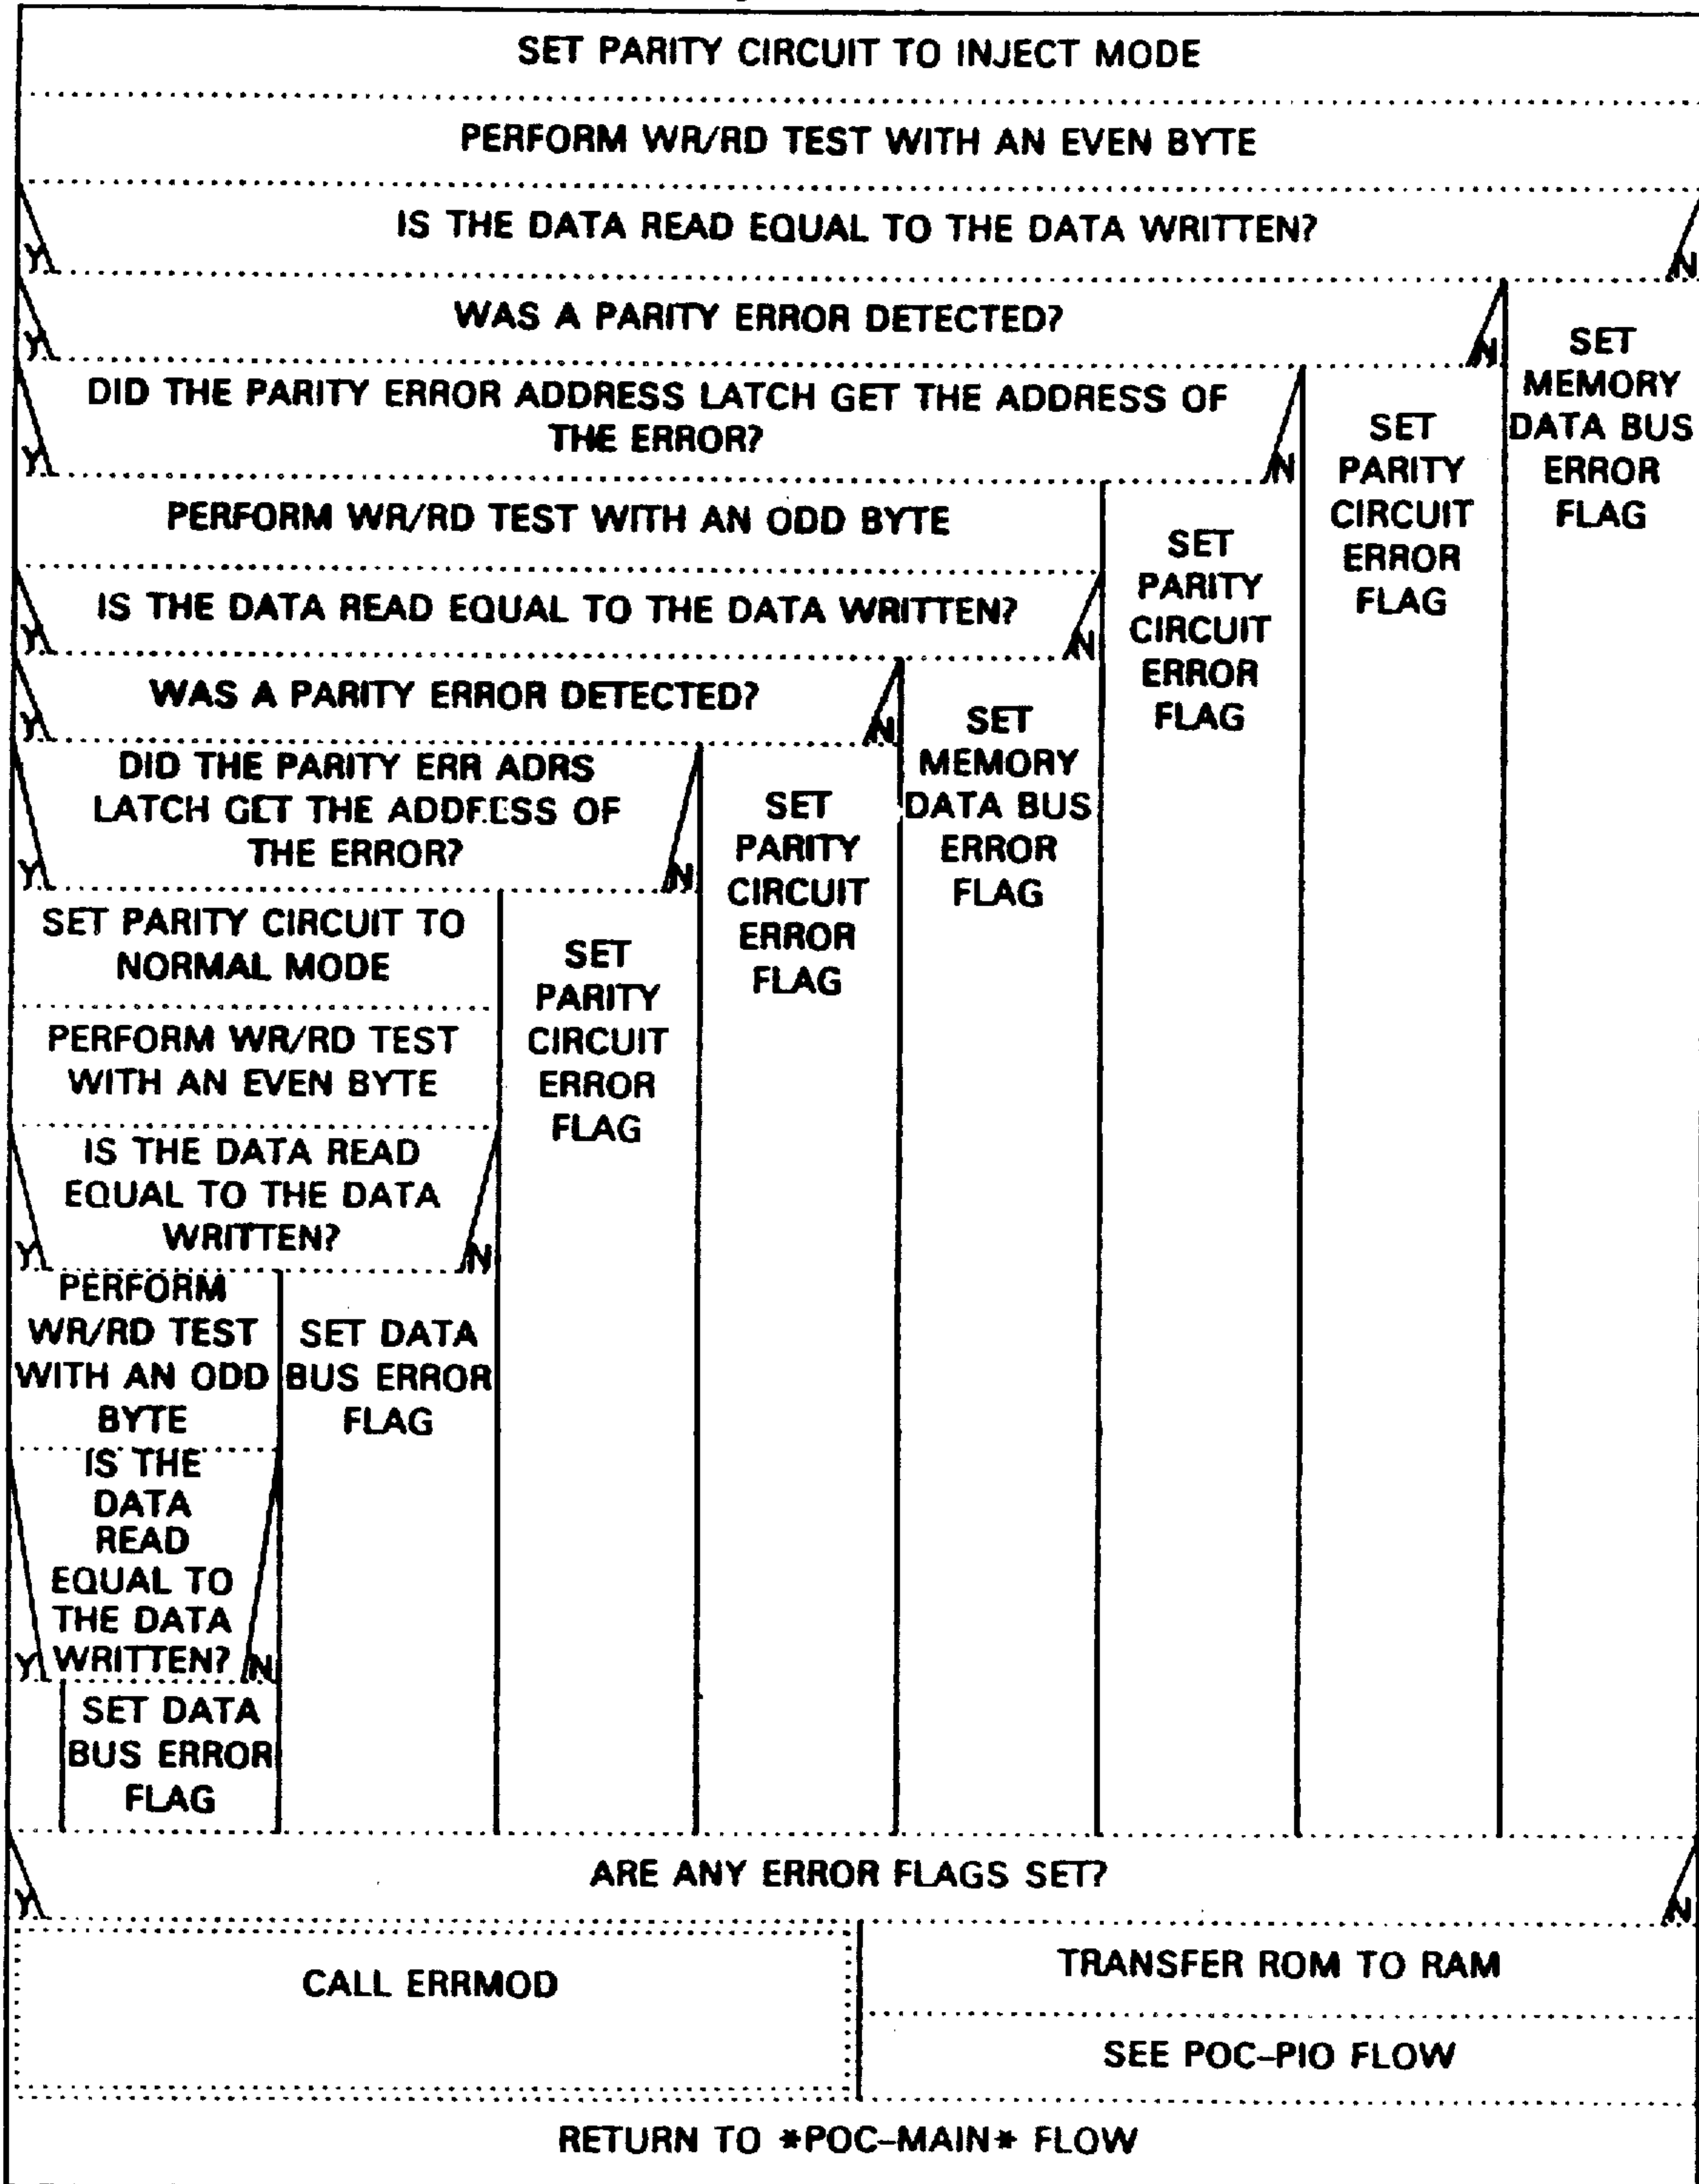 SET PARITY CIRCUIT TO INJECT MODE
PERFORM WR/RD TEST WITH AN EVEN BYTE
IS THE DATA READ EQUAL TO THE DATA WRITTEN?
Y
N
WAS A PARITY ERROR DETECTED?
Y
N
SET
MEMORY
DATA BUS
ERROR
FLAG
DID THE PARITY ERROR ADDRESS LATCH GET THE ADDRESS OF
THE ERROR?
Y
N
SET
PARITY
CIRCUIT
ERROR
FLAG
PERFORM WR/RD TEST WITH AN ODD BYTE
SET
PARITY
CIRCUIT
ERROR
FLAG
IS THE DATA READ EQUAL TO THE DATA WRITTEN?
Y
N
WAS A PARITY ERROR DETECTED?
Y
N
SET
MEMORY
DATA BUS
ERROR
FLAG
DID THE PARITY ERR ADRS
LATCH GET THE ADDRESS OF
THE ERROR?
Y
N
SET
PARITY
CIRCUIT
ERROR
FLAG
SET PARITY CIRCUIT TO
NORMAL MODE
SET
PARITY
CIRCUIT
ERROR
FLAG
PERFORM WR/RD TEST
WITH AN EVEN BYTE
IS THE DATA READ
EQUAL TO THE DATA
WRITTEN?
Y
N
PERFORM
WR/RD TEST
WITH AN ODD
BYTE
SET DATA
BUS ERROR
FLAG
IS THE
DATA
READ
EQUAL TO
THE DATA
WRITTEN?
Y
N
SET DATA
BUS ERROR
FLAG
ARE ANY ERROR FLAGS SET?
Y
N
CALL ERRMOD
TRANSFER ROM TO RAM
SEE POC-PIO FLOW
RETURN TO *POC-MAIN* FLOW